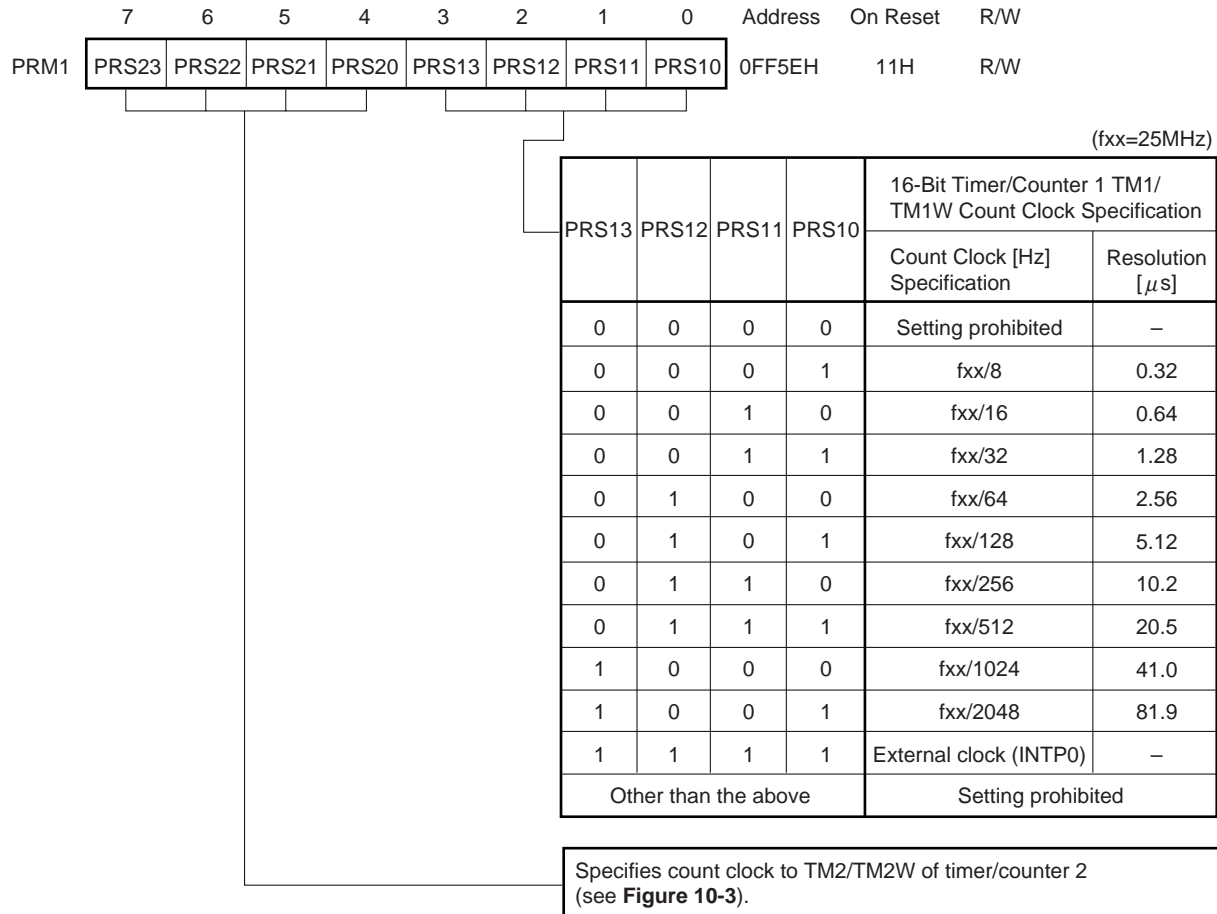 7 6 5 4 3 2 1 0 Address On Reset R/W
PRM1 PRS23 PRS22 PRS21 PRS20 PRS13 PRS12 PRS11 PRS10 0FF5EH 11H R/W
(fxx=25MHz)
PRS13 PRS12 PRS11 PRS10
16-Bit Timer/Counter 1 TM1/
TM1W Count Clock Specification
Count Clock [Hz]
Specification
Resolution
[μs]
0 0 0 0 Setting prohibited –
0 0 0 1 fxx/8 0.32
0 0 1 0 fxx/16 0.64
0 0 1 1 fxx/32 1.28
0 1 0 0 fxx/64 2.56
0 1 0 1 fxx/128 5.12
0 1 1 0 fxx/256 10.2
0 1 1 1 fxx/512 20.5
1 0 0 0 fxx/1024 41.0
1 0 0 1 fxx/2048 81.9
1 1 1 1 External clock (INTP0) –
Other than the above Setting prohibited
Specifies count clock to TM2/TM2W of timer/counter 2
(see Figure 10-3).